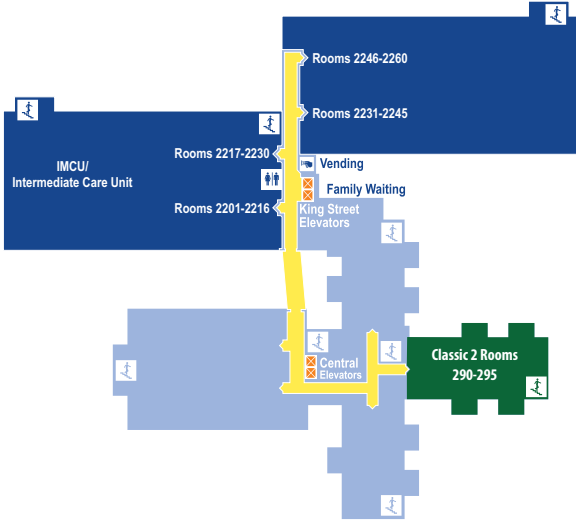 Rooms 2246-2260
Rooms 2231-2245
Rooms 2217-2230
IMCU/
Intermediate Care Unit
Vending
Family Waiting
Rooms 2201-2216
King Street
Elevators
Central
Elevators
Classic 2 Rooms
290-295